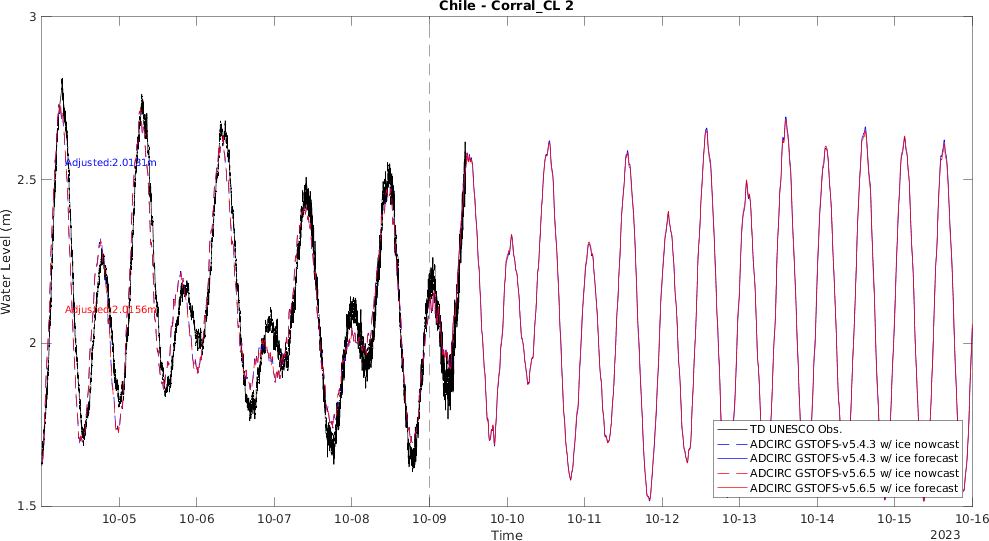 Chile - Corral_CL 2
3
2.5
2
1.5
Water Level (m)
Adjusted:2.0131m
Adjusted:2.0156m
TD UNESCO Obs.
ADCIRC GSTOFS-v5.4.3 w/ ice nowcast
ADCIRC GSTOFS-v5.4.3 w/ ice forecast
ADCIRC GSTOFS-v5.6.5 w/ ice nowcast
ADCIRC GSTOFS-v5.6.5 w/ ice forecast
10-05 10-06 10-07 10-08 10-09 10-10 10-11 10-12 10-13 10-14 10-15 10-16
Time
2023